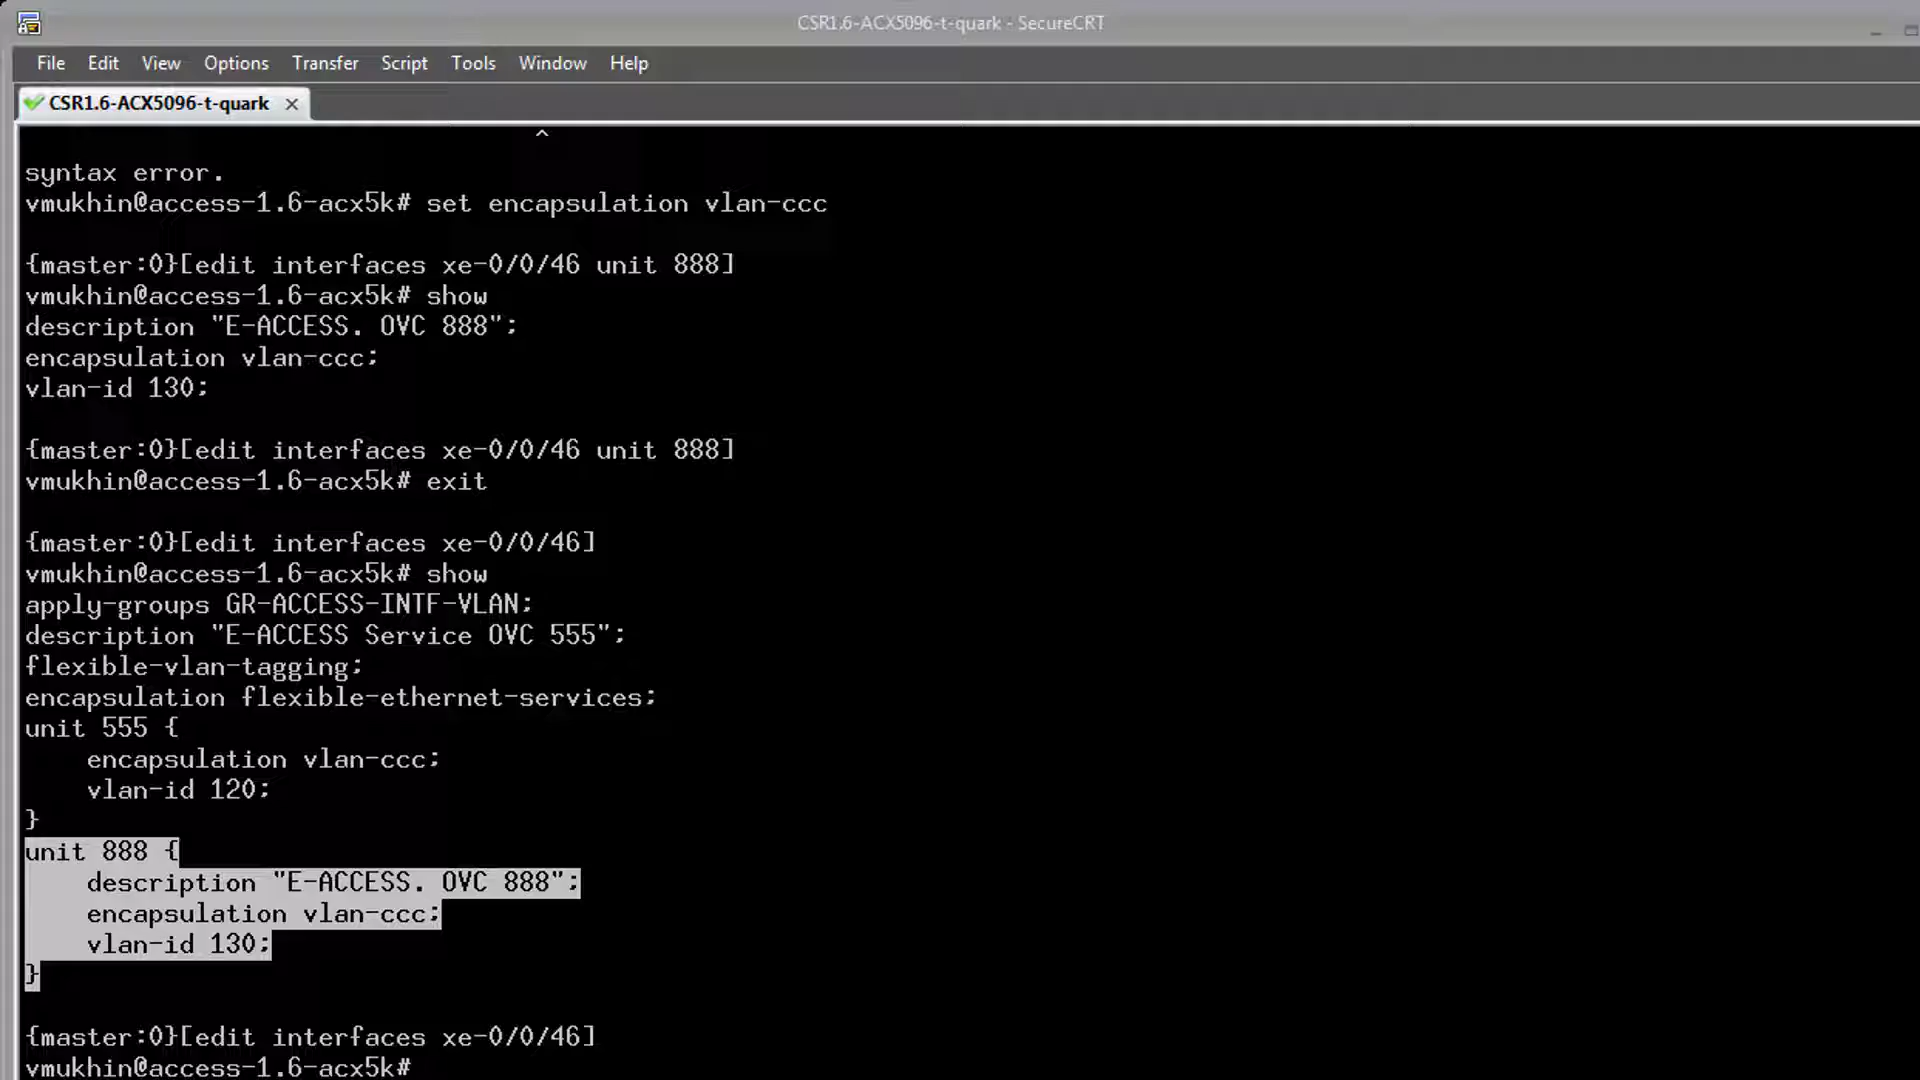 CSR1.6-ACX5096-t-quark - SecureCRT
File Edit View Options Transfer Script Tools Window Help
CSR1.6-ACX5096-t-quark
^
syntax error.
vmukhin@access-1.6-acx5k# set encapsulation vlan-ccc
{master:0}[edit interfaces xe-0/0/46 unit 888]
vmukhin@access-1.6-acx5k# show
description "E-ACCESS. OVC 888";
encapsulation vlan-ccc;
vlan-id 130;
{master:0}[edit interfaces xe-0/0/46 unit 888]
vmukhin@access-1.6-acx5k# exit
{master:0}[edit interfaces xe-0/0/46]
vmukhin@access-1.6-acx5k# show
apply-groups GR-ACCESS-INTF-VLAN;
description "E-ACCESS Service OVC 555";
flexible-vlan-tagging;
encapsulation flexible-ethernet-services;
unit 555 {
    encapsulation vlan-ccc;
    vlan-id 120;
}
unit 888 {
    description "E-ACCESS. OVC 888";
    encapsulation vlan-ccc;
    vlan-id 130;
}
{master:0}[edit interfaces xe-0/0/46]
vmukhin@access-1.6-acx5k#